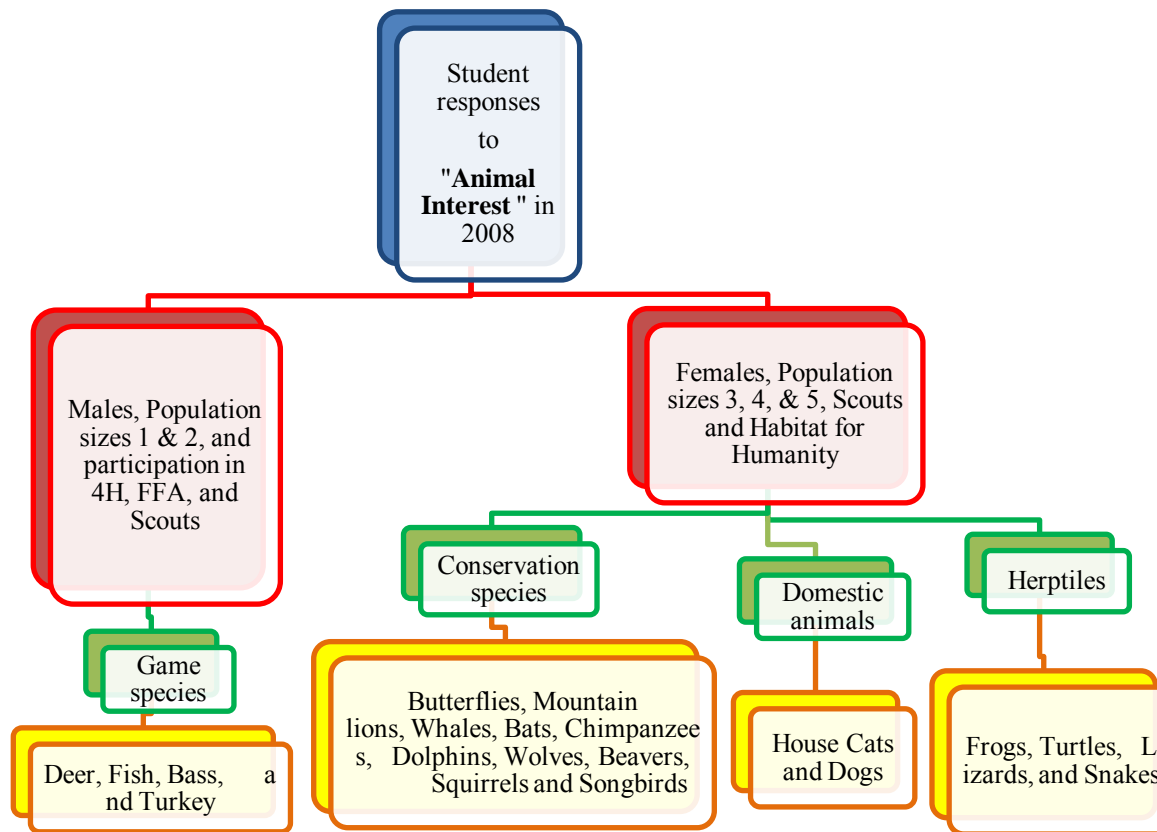 Student
responses
to
"Animal
Interest " in
2008
Males, Population
sizes 1 & 2, and
participation in
4H, FFA, and
Scouts
Females, Population
sizes 3, 4, & 5, Scouts
and Habitat for
Humanity
Game
species
Conservation
species
Domestic
animals
Herptiles
Deer, Fish, Bass, a
nd Turkey
Butterflies, Mountain
lions, Whales, Bats, Chimpanzee
s, Dolphins, Wolves, Beavers,
Squirrels and Songbirds
House Cats
and Dogs
Frogs, Turtles, L
izards, and Snakes